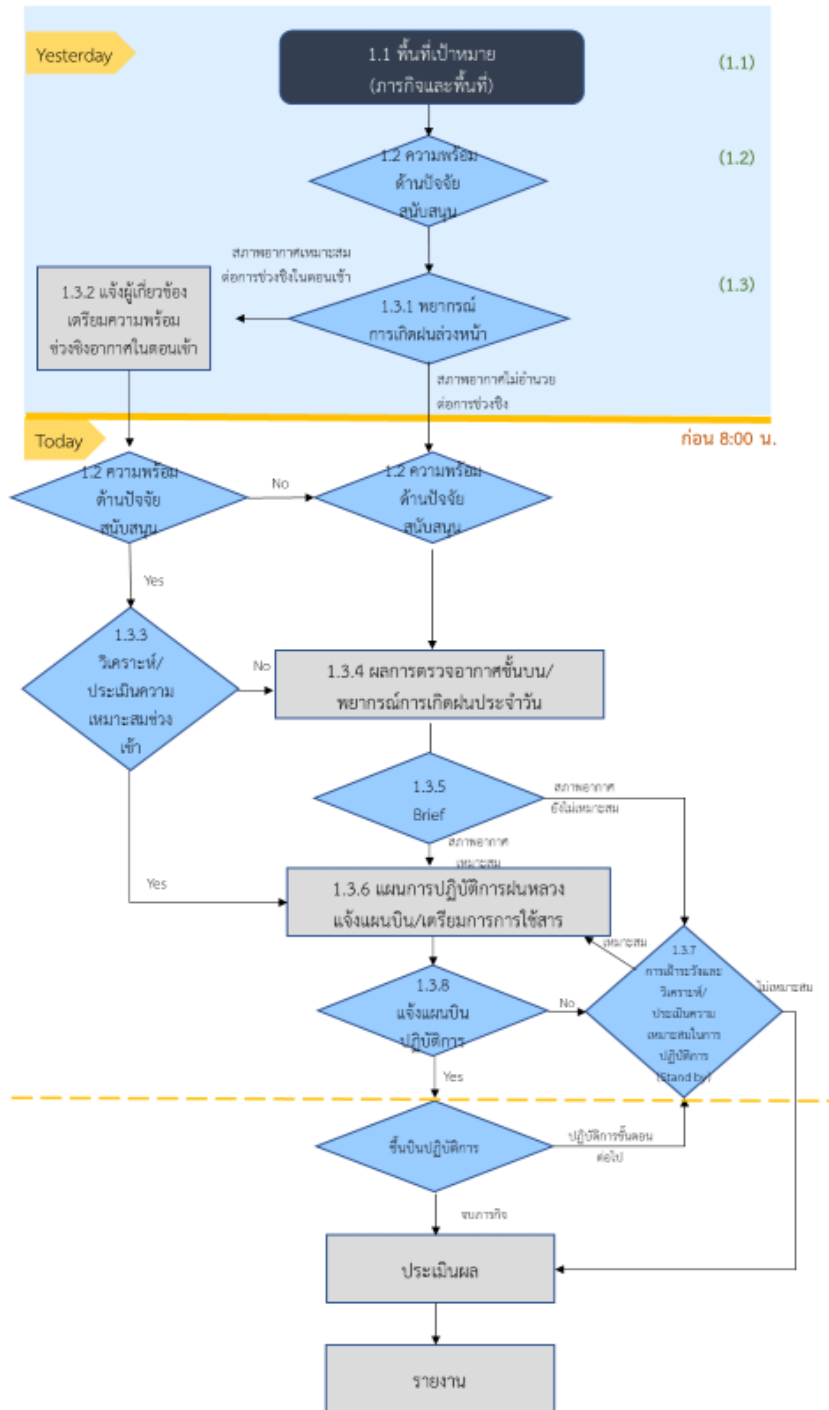 Yesterday
1.1 พื้นที่เป้าหมาย
(ภารกิจและพื้นที่)
(1.1)
1.2 ความพร้อม
ด้านปัจจัย
สนับสนุน
(1.2)
สภาพอากาศเหมาะสม
ต่อการช่วงชิงในตอนเช้า
1.3.2 แจ้งผู้เกี่ยวข้อง
เตรียมความพร้อม
ช่วงชิงอากาศในตอนเช้า
1.3.1 พยากรณ์
การเกิดฝนล่วงหน้า
(1.3)
สภาพอากาศไม่อำนวย
ต่อการช่วงชิง
Today
ก่อน 8:00 น.
1.2 ความพร้อม
ด้านปัจจัย
สนับสนุน
No
1.2 ความพร้อม
ด้านปัจจัย
สนับสนุน
Yes
1.3.3
วิเคราะห์/
ประเมินความ
เหมาะสมช่วง
เช้า
No
1.3.4 ผลการตรวจอากาศชั้นบน/
พยากรณ์การเกิดฝนประจำวัน
1.3.5
Brief
สภาพอากาศ
ยังไม่เหมาะสม
สภาพอากาศ
เหมาะสม
Yes
1.3.6 แผนการปฏิบัติการฝนหลวง
แจ้งแผนบิน/เตรียมการการใช้สาร
เหมาะสม
1.3.7
การเฝ้าระวังและ
วิเคราะห์/
ประเมินความ
เหมาะสมในการ
ปฏิบัติการ
(Stand by)
ไม่เหมาะสม
1.3.8
แจ้งแผนบิน
ปฏิบัติการ
No
Yes
ขึ้นบินปฏิบัติการ
ปฏิบัติการขั้นตอน
ต่อไป
จบภารกิจ
ประเมินผล
รายงาน